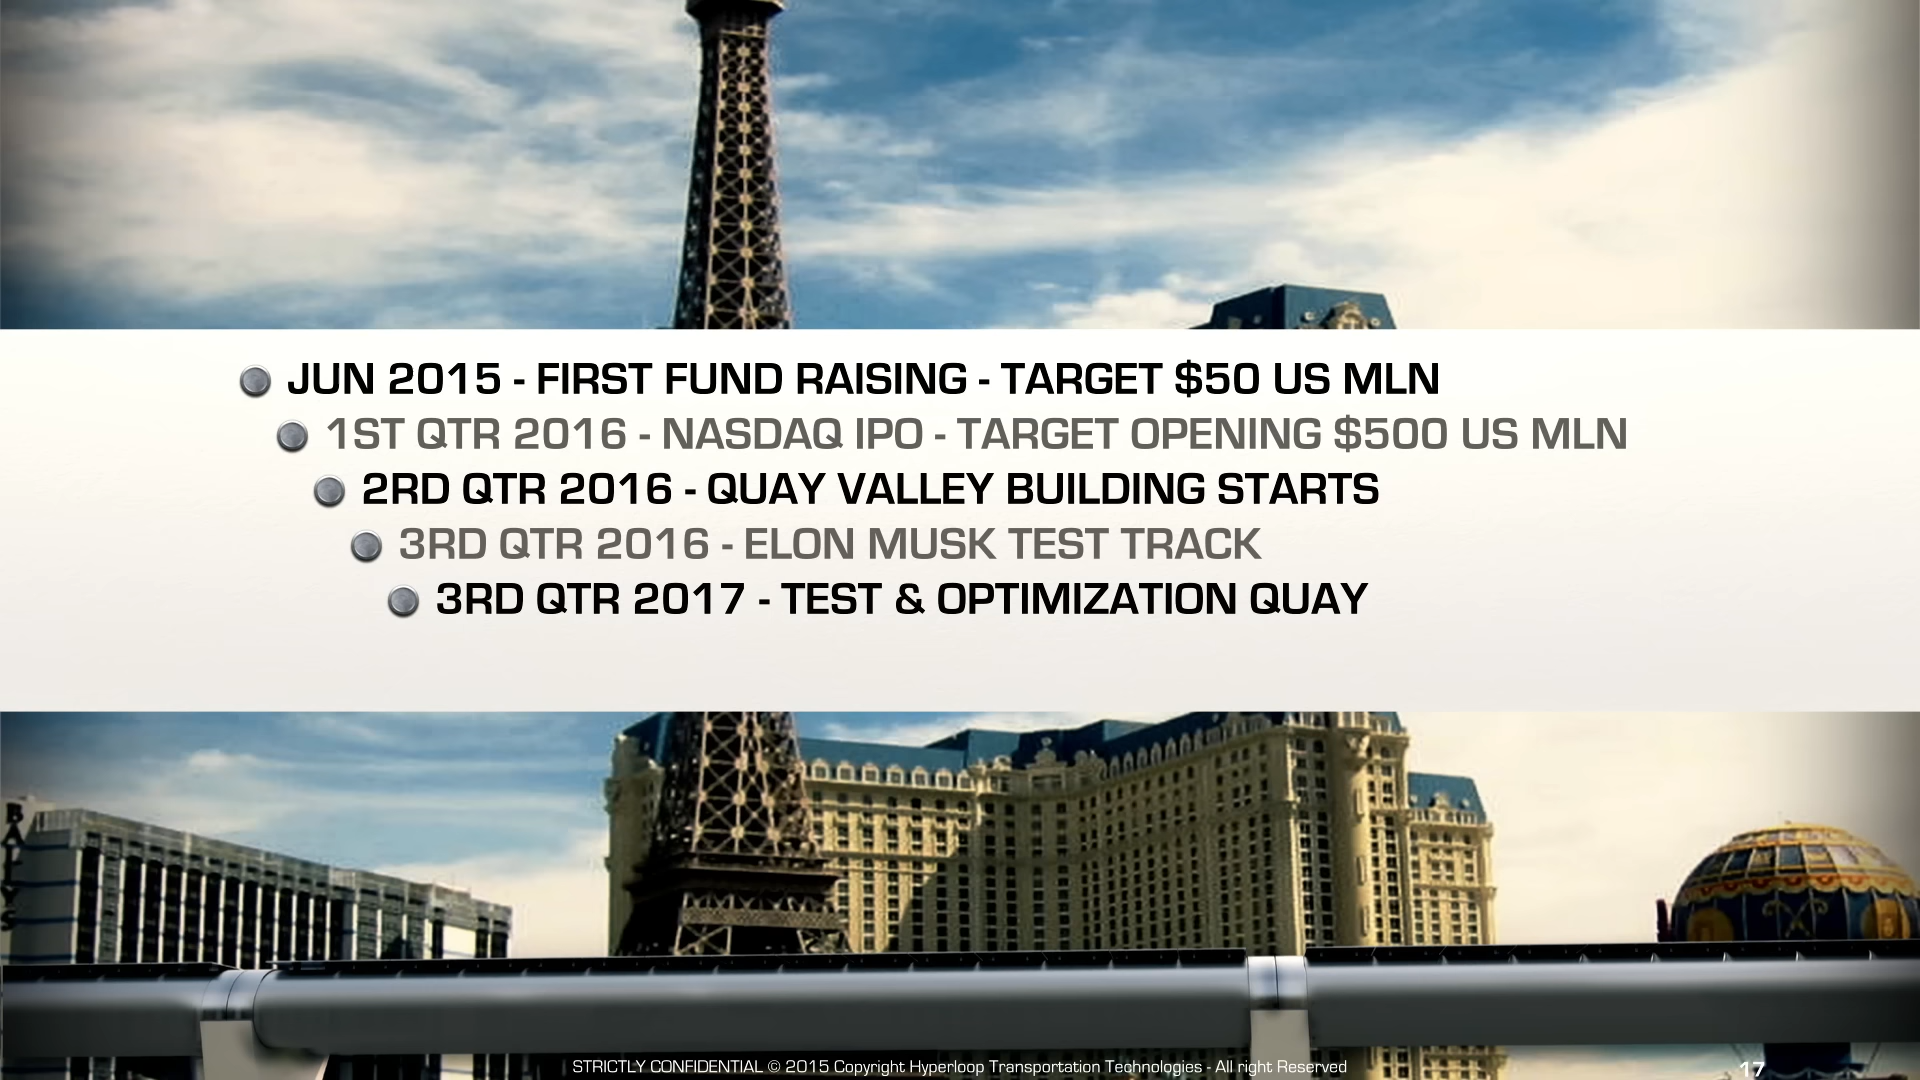 JUN 2015 - FIRST FUND RAISING - TARGET $50 US MLN
1ST QTR 2016 - NASDAQ IPO - TARGET OPENING $500 US MLN
2RD QTR 2016 - QUAY VALLEY BUILDING STARTS
3RD QTR 2016 - ELON MUSK TEST TRACK
3RD QTR 2017 - TEST & OPTIMIZATION QUAY
BALLYS
STRICTLY CONFIDENTIAL © 2015 Copyright Hyperloop Transportation Technologies - All right Reserved
17